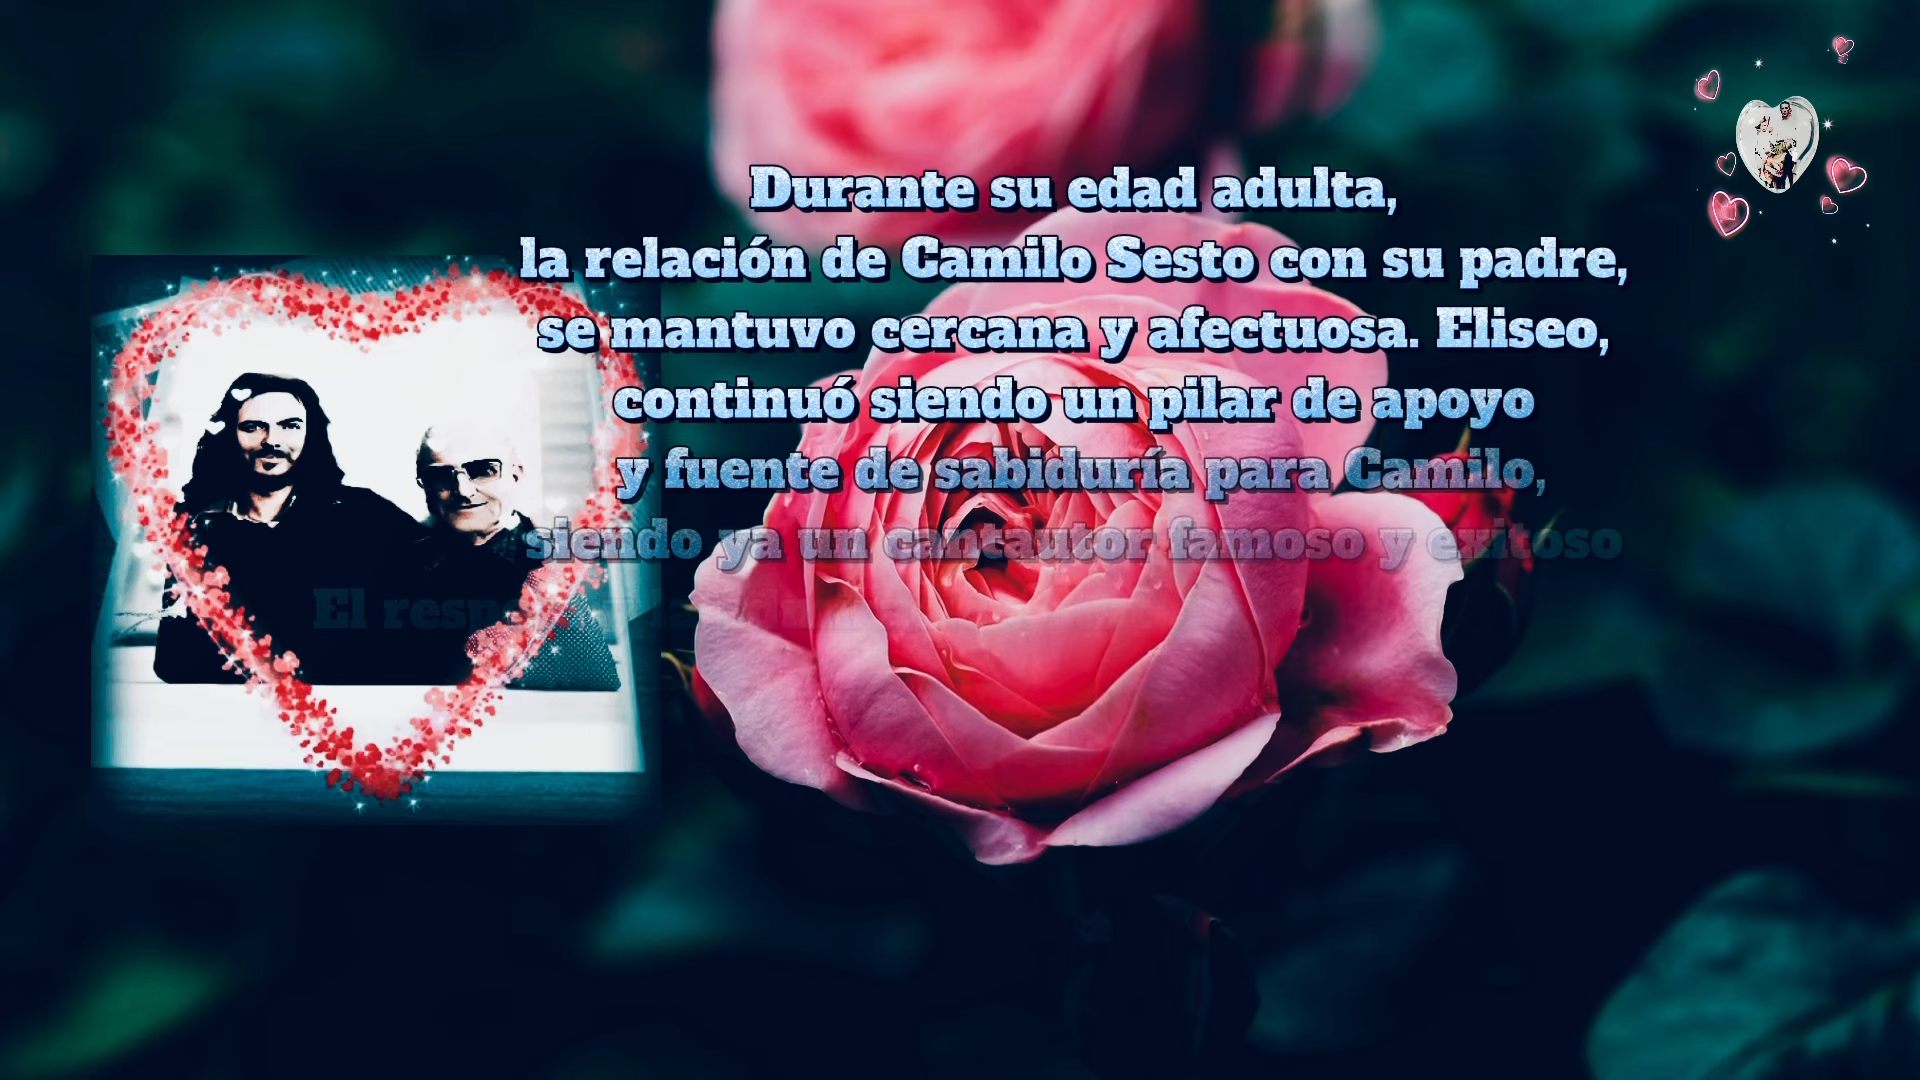 Durante su edad adulta,
la relación de Camilo Sesto con su padre,
se mantuvo cercana y afectuosa. Eliseo,
continuó siendo un pilar de apoyo
y fuente de sabiduría para Camilo,
siendo ya un cantautor famoso y exitoso
El